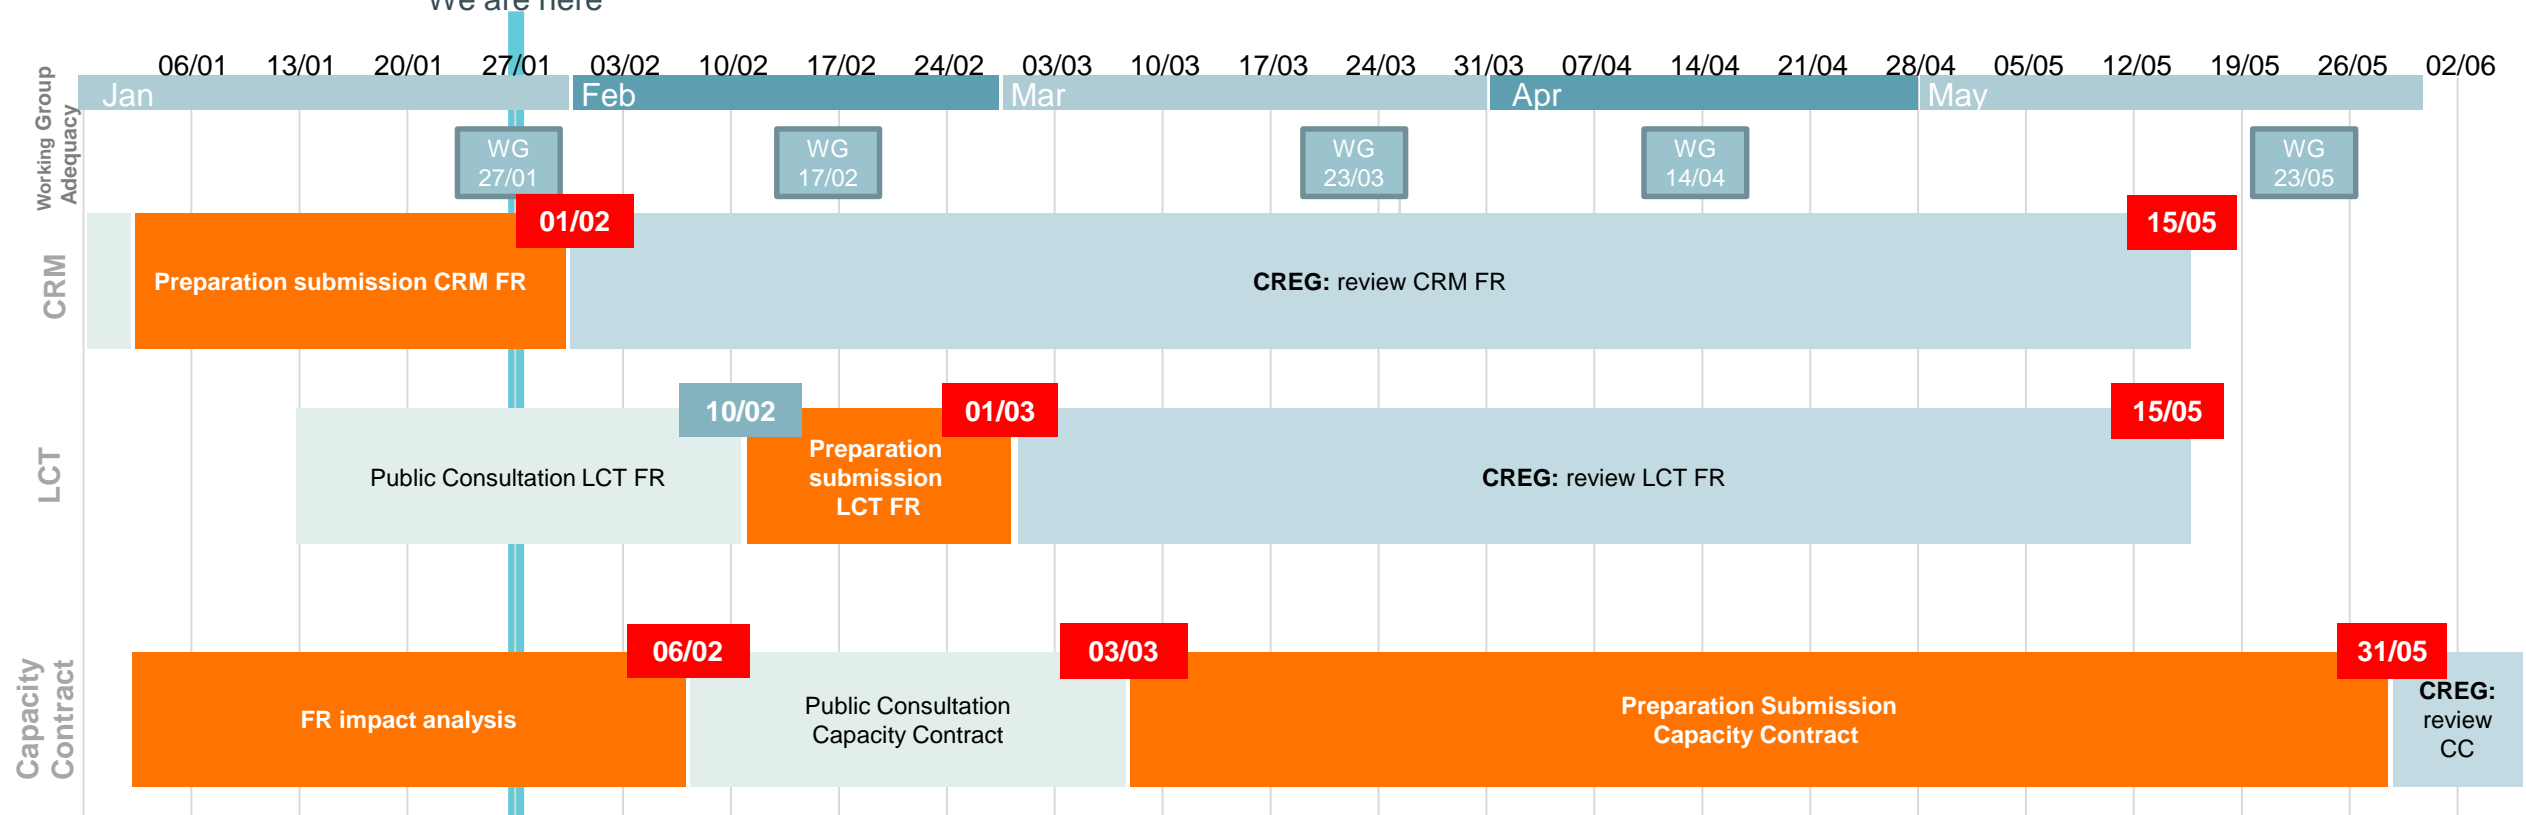 We are here
06/01 13/01 20/01 27/01 03/02 10/02 17/02 24/02 03/03 10/03 17/03 24/03 31/03 07/04 14/04 21/04 28/04 05/05 12/05 19/05 26/05 02/06
Jan Feb Mar Apr May
Working Group
Adequacy
WG
27/01
WG
17/02
WG
23/03
WG
14/04
WG
23/05
CRM
Preparation submission CRM FR
01/02
CREG: review CRM FR
15/05
LCT
Public Consultation LCT FR
10/02
Preparation
submission
LCT FR
01/03
CREG: review LCT FR
15/05
Capacity
Contract
FR impact analysis
06/02
Public Consultation
Capacity Contract
03/03
Preparation Submission
Capacity Contract
31/05
CREG:
review
CC